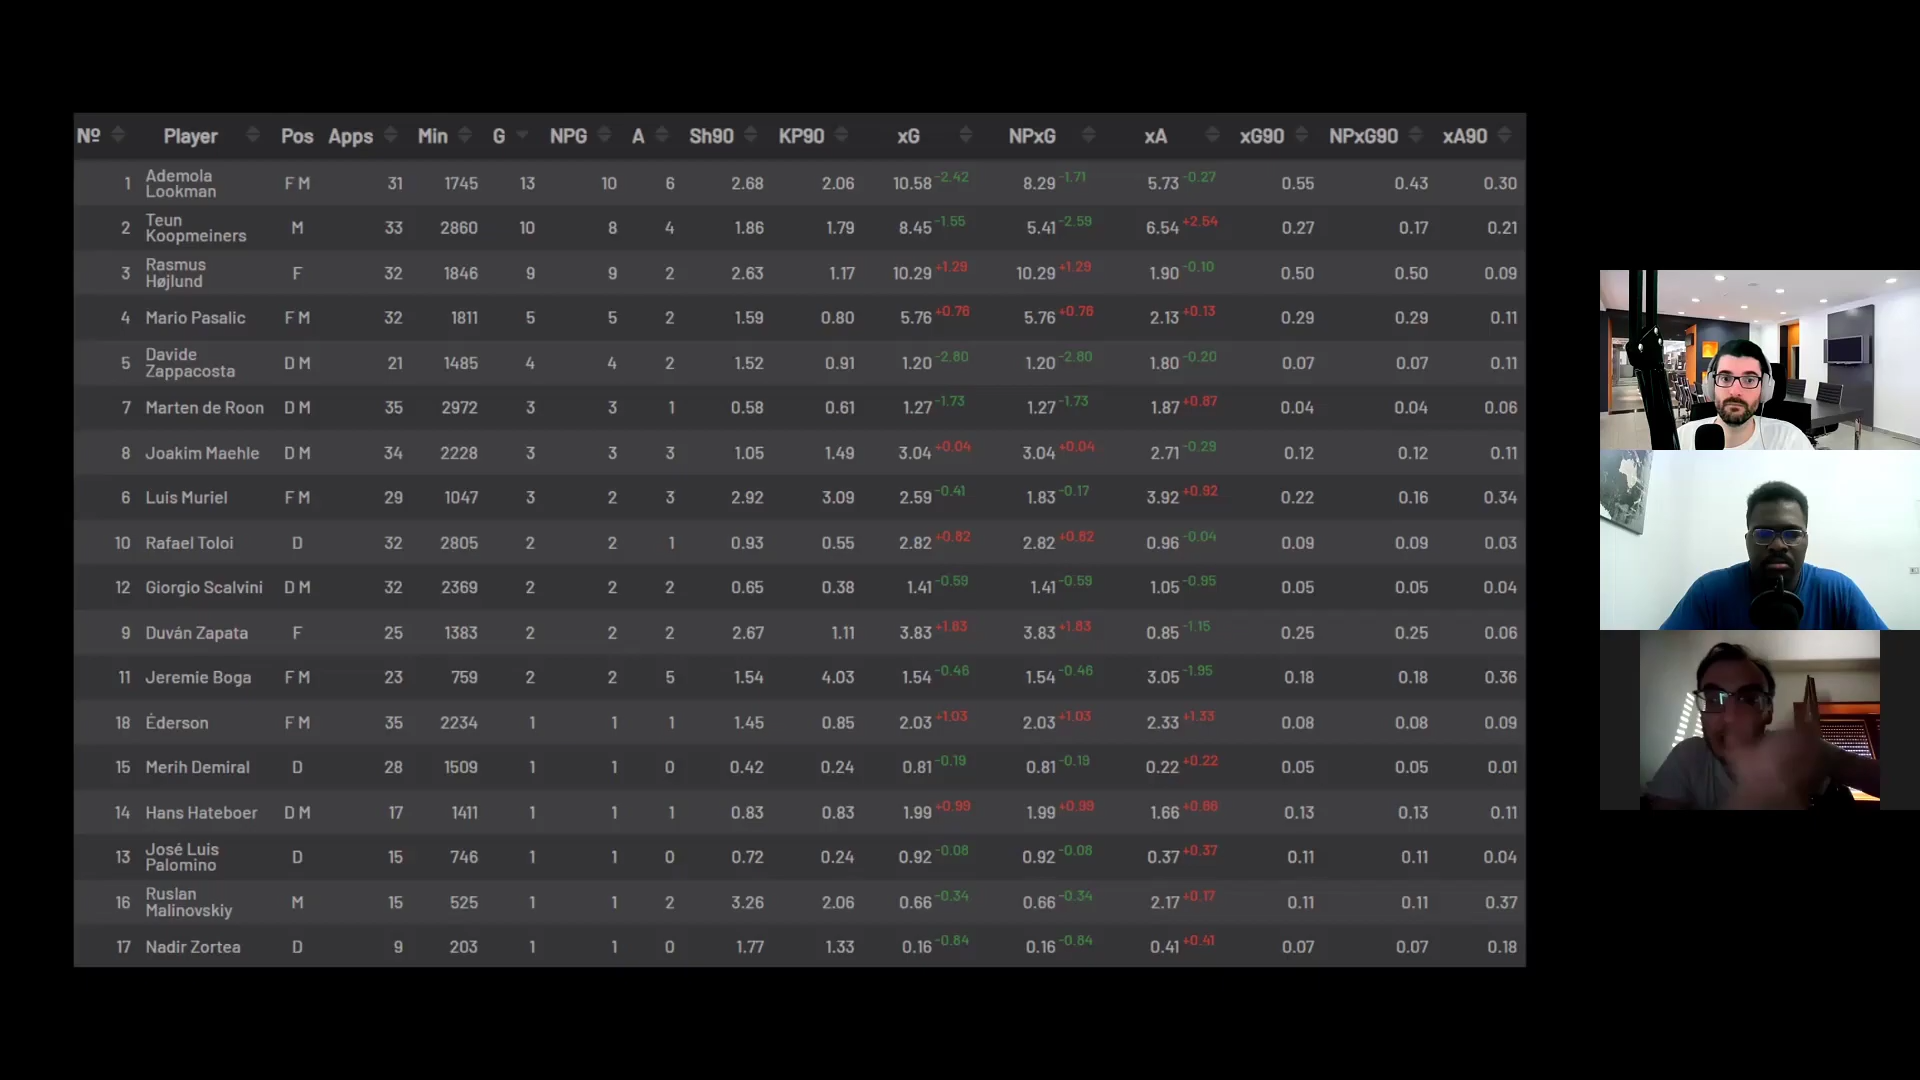 Nº Player Pos Apps Min G NPG A Sh90 KP90 xG NPxG xA xG90 NPxG90 xA90
1 Ademola Lookman F M 31 1745 13 10 6 2.68 2.06 10.58 -2.42 8.29 -1.71 5.73 -0.27 0.55 0.43 0.30
2 Teun Koopmeiners M 33 2860 10 8 4 1.86 1.79 8.45 -1.55 5.41 -2.59 6.54 +2.54 0.27 0.17 0.21
3 Rasmus Højlund F 32 1846 9 9 2 2.63 1.17 10.29 +1.29 10.29 +1.29 1.90 -0.10 0.50 0.50 0.09
4 Mario Pasalic F M 32 1811 5 5 2 1.59 0.80 5.76 +0.76 5.76 +0.76 2.13 +0.13 0.29 0.29 0.11
5 Davide Zappacosta D M 21 1485 4 4 2 1.52 0.91 1.20 -2.80 1.20 -2.80 1.80 -0.20 0.07 0.07 0.11
7 Marten de Roon D M 35 2972 3 3 1 0.58 0.61 1.27 -1.73 1.27 -1.73 1.87 +0.87 0.04 0.04 0.06
8 Joakim Maehle D M 34 2228 3 3 3 1.05 1.49 3.04 +0.04 3.04 +0.04 2.71 -0.29 0.12 0.12 0.11
6 Luis Muriel F M 29 1047 3 2 3 2.92 3.09 2.59 -0.41 1.83 -0.17 3.92 +0.92 0.22 0.16 0.34
10 Rafael Toloi D 32 2805 2 2 1 0.93 0.55 2.82 +0.82 2.82 +0.82 0.96 -0.04 0.09 0.09 0.03
12 Giorgio Scalvini D M 32 2369 2 2 2 0.65 0.38 1.41 -0.59 1.41 -0.59 1.05 -0.95 0.05 0.05 0.04
9 Duván Zapata F 25 1383 2 2 2 2.67 1.11 3.83 +1.83 3.83 +1.83 0.85 -1.15 0.25 0.25 0.06
11 Jeremie Boga F M 23 759 2 2 5 1.54 4.03 1.54 -0.46 1.54 -0.46 3.05 -1.95 0.18 0.18 0.36
18 Éderson F M 35 2234 1 1 1 1.45 0.85 2.03 +1.03 2.03 +1.03 2.33 +1.33 0.08 0.08 0.09
15 Merih Demiral D 28 1509 1 1 0 0.42 0.24 0.81 -0.19 0.81 -0.19 0.22 +0.22 0.05 0.05 0.01
14 Hans Hateboer D M 17 1411 1 1 1 0.83 0.83 1.99 +0.99 1.99 +0.99 1.66 +0.66 0.13 0.13 0.11
13 José Luis Palomino D 15 746 1 1 0 0.72 0.24 0.92 -0.08 0.92 -0.08 0.37 +0.37 0.11 0.11 0.04
16 Ruslan Malinovskiy M 15 525 1 1 2 3.26 2.06 0.66 -0.34 0.66 -0.34 2.17 +0.17 0.11 0.11 0.37
17 Nadir Zortea D 9 203 1 1 0 1.77 1.33 0.16 -0.84 0.16 -0.84 0.41 +0.41 0.07 0.07 0.18